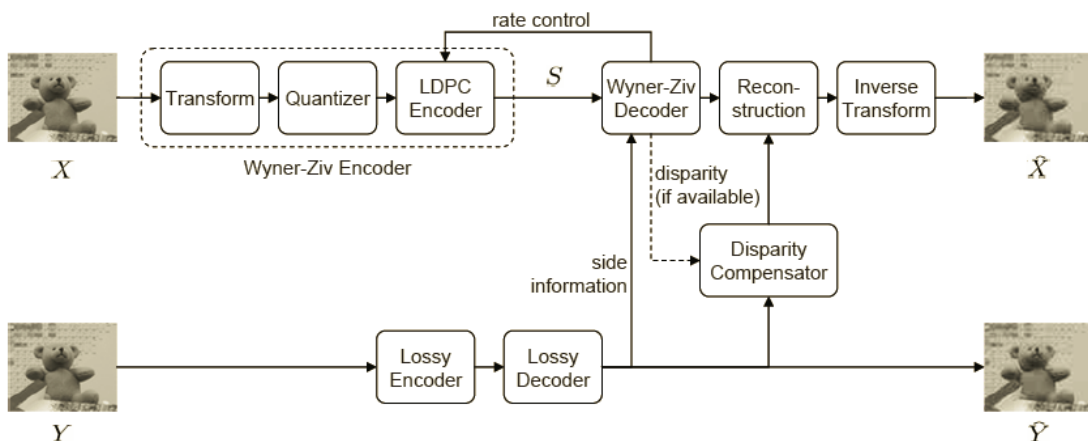 rate control
Transform
Quantizer
LDPC
Encoder
S
Wyner-Ziv
Decoder
Recon-
struction
Inverse
Transform
X
Wyner-Ziv Encoder
X̂
disparity
(if available)
Disparity
Compensator
side
information
Lossy
Encoder
Lossy
Decoder
Y
Ŷ